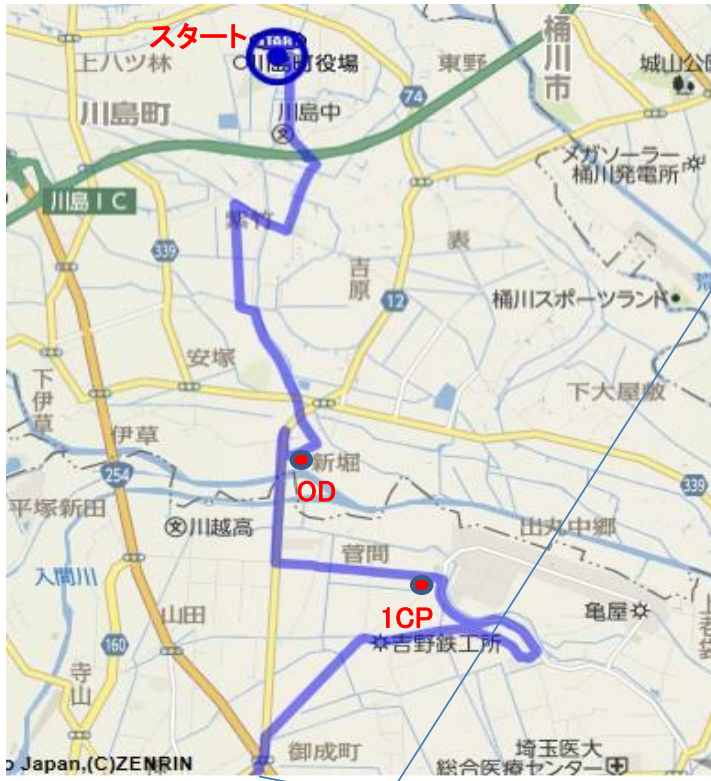 スタート
START
川島町役場
上ハツ林
東野
桶川市
城山公園
74
川島町
川島中
メガソーラー
桶川発電所
川島IC
紫竹
339
表
吉原
12
桶川スポーツランド
荒
安塚
下伊草
下大屋敷
伊草
新堀
OD
254
339
平塚新田
川越高
出丸中郷
菅間
入間川
1CP
山田
亀屋
上老袋
160
吉野鉄工所
寺山
御成町
埼玉医大
総合医療センター
o Japan,(C)ZENRIN